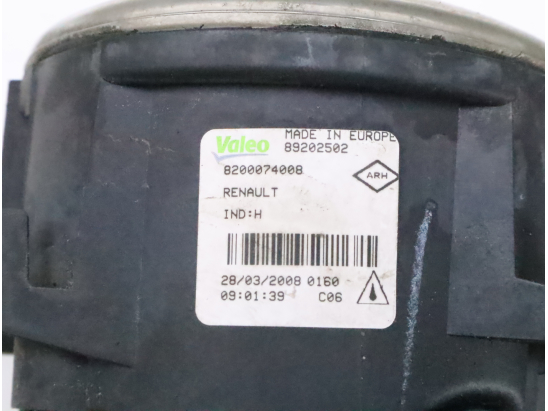 Valeo MADE IN EUROPE
89202502
8200074008
ARH
RENAULT
IND:H
28/03/2008 0160
09:01:39 C06